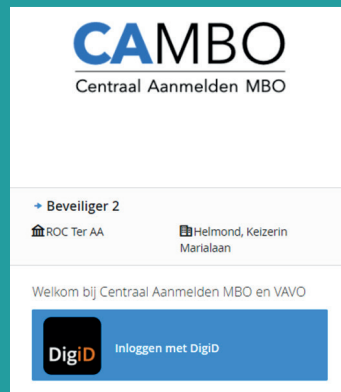 CAMBO
Centraal Aanmelden MBO
Beveiliger 2
ROC Ter AA
Helmond, Keizerin
Marialaan
Welkom bij Centraal Aanmelden MBO en VAVO
DigiD
Inloggen met DigiD